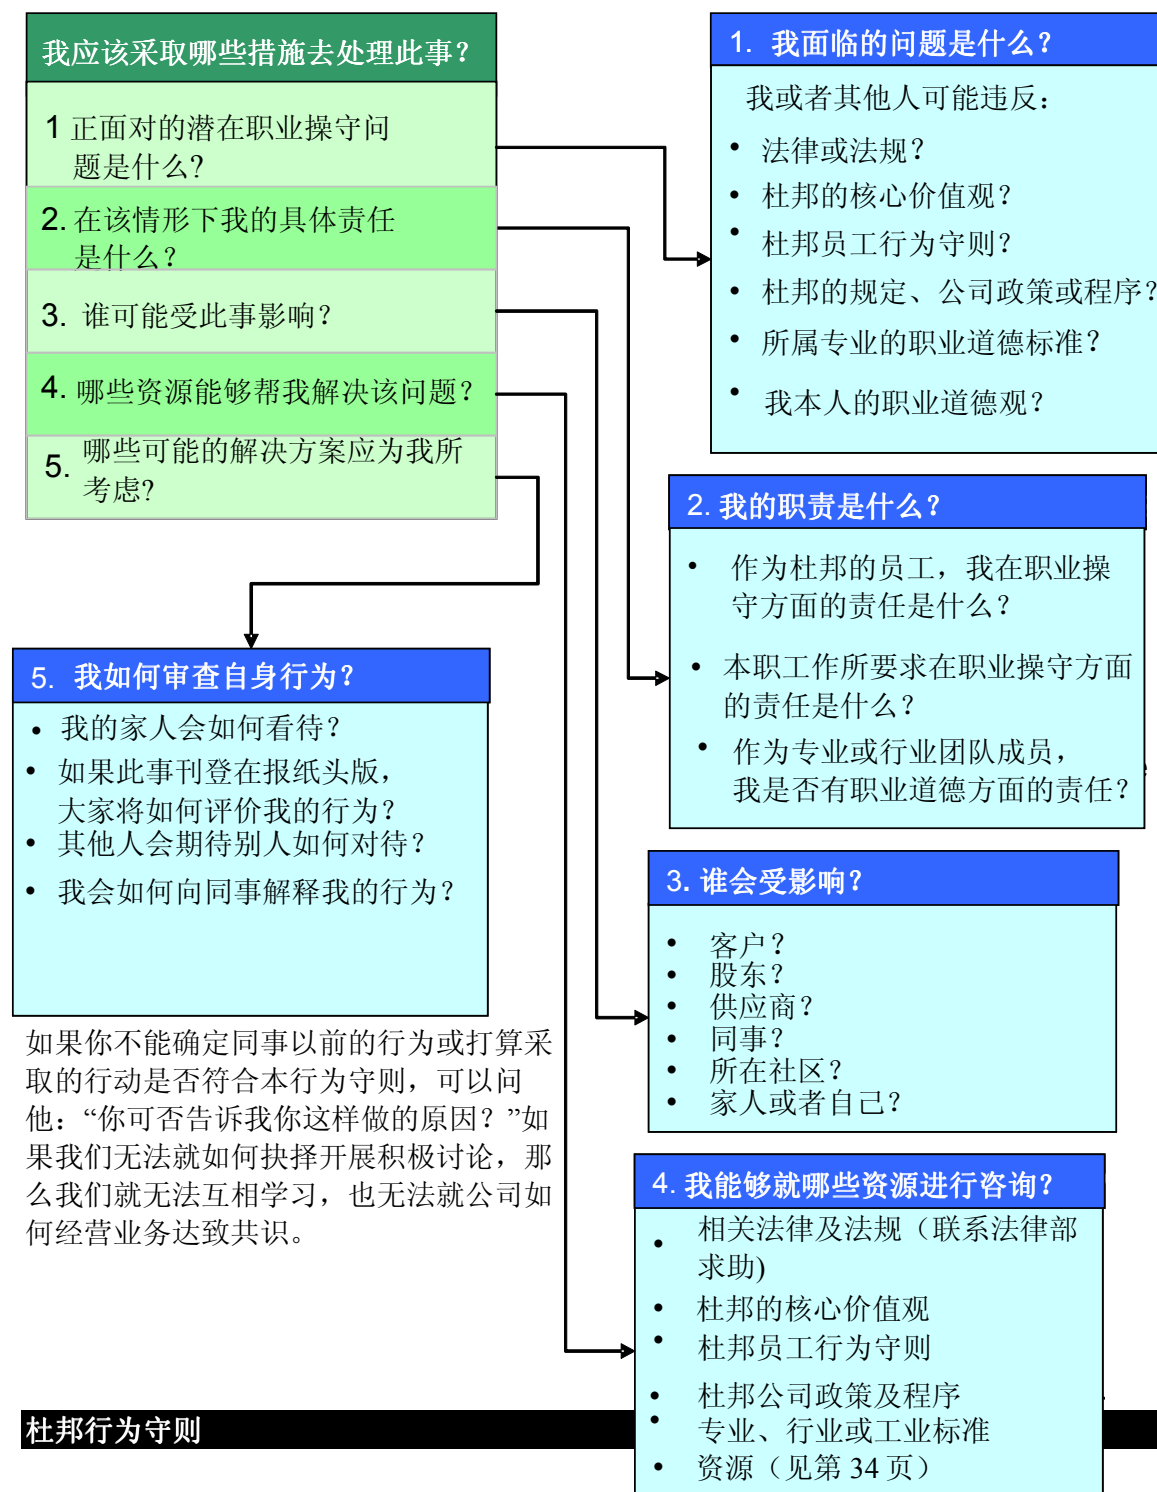 我应该采取哪些措施去处理此事？
1 正面对的潜在职业操守问
题是什么?
2. 在该情形下我的具体责任
是什么？
3. 谁可能受此事影响？
4. 哪些资源能够帮我解决该问题？
5. 哪些可能的解决方案应为我所
考虑?
1. 我面临的问题是什么？
我或者其他人可能违反：
• 法律或法规？
• 杜邦的核心价值观？
• 杜邦员工行为守则？
• 杜邦的规定、公司政策或程序？
• 所属专业的职业道德标准？
• 我本人的职业道德观？
2. 我的职责是什么？
• 作为杜邦的员工，我在职业操
守方面的责任是什么？
• 本职工作所要求在职业操守方面
的责任是什么？
• 作为专业或行业团队成员，
我是否有职业道德方面的责任？
3. 谁会受影响？
• 客户？
• 股东？
• 供应商？
• 同事？
• 所在社区？
• 家人或者自己？
4. 我能够就哪些资源进行咨询？
• 相关法律及法规（联系法律部
求助)
• 杜邦的核心价值观
• 杜邦员工行为守则
• 杜邦公司政策及程序
• 专业、行业或工业标准
• 资源（见第 34 页）
5. 我如何审查自身行为？
• 我的家人会如何看待？
• 如果此事刊登在报纸头版，
大家将如何评价我的行为？
• 其他人会期待别人如何对待？
• 我会如何向同事解释我的行为？
如果你不能确定同事以前的行为或打算采
取的行动是否符合本行为守则，可以问
他：“你可否告诉我你这样做的原因？”如
果我们无法就如何抉择开展积极讨论，那
么我们就无法互相学习，也无法就公司如
何经营业务达致共识。
杜邦行为守则